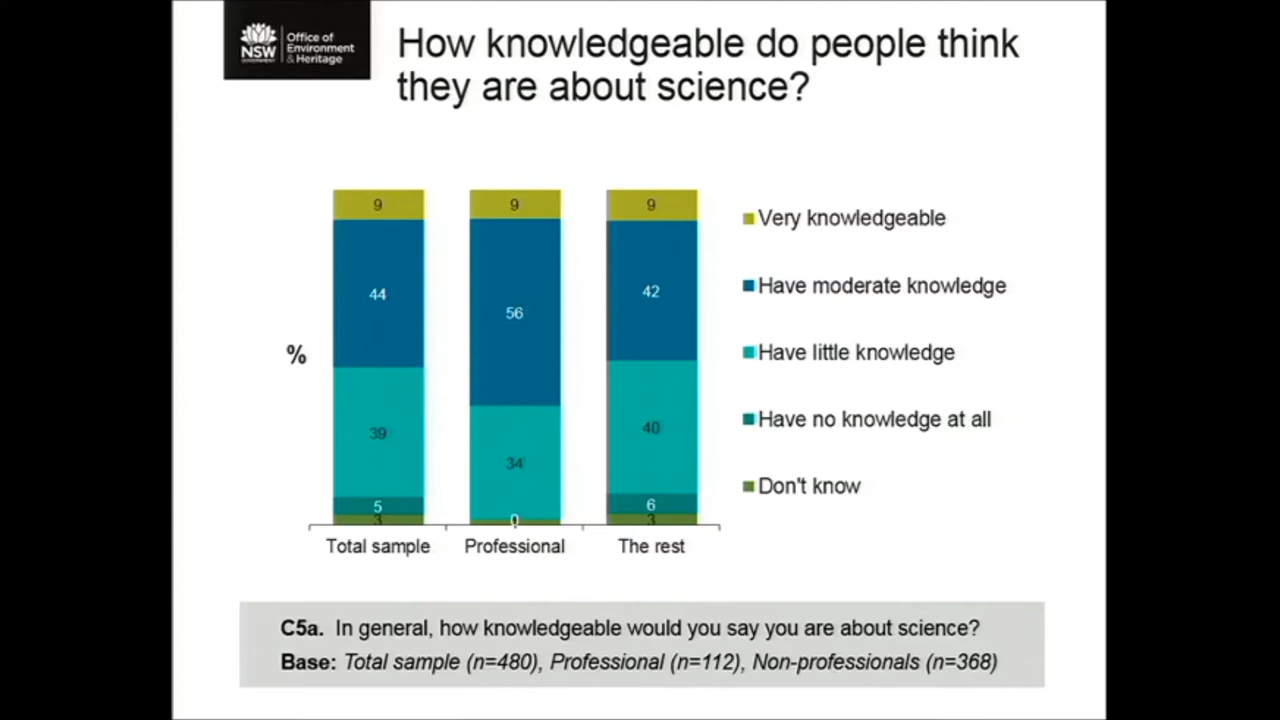 NSW
GOVERNMENT
Office of
Environment
& Heritage
How knowledgeable do people think
they are about science?
%
9
44
39
5
3
9
56
34
0
9
42
40
6
3
Total sample
Professional
The rest
Very knowledgeable
Have moderate knowledge
Have little knowledge
Have no knowledge at all
Don't know
C5a. In general, how knowledgeable would you say you are about science?
Base: Total sample (n=480), Professional (n=112), Non-professionals (n=368)